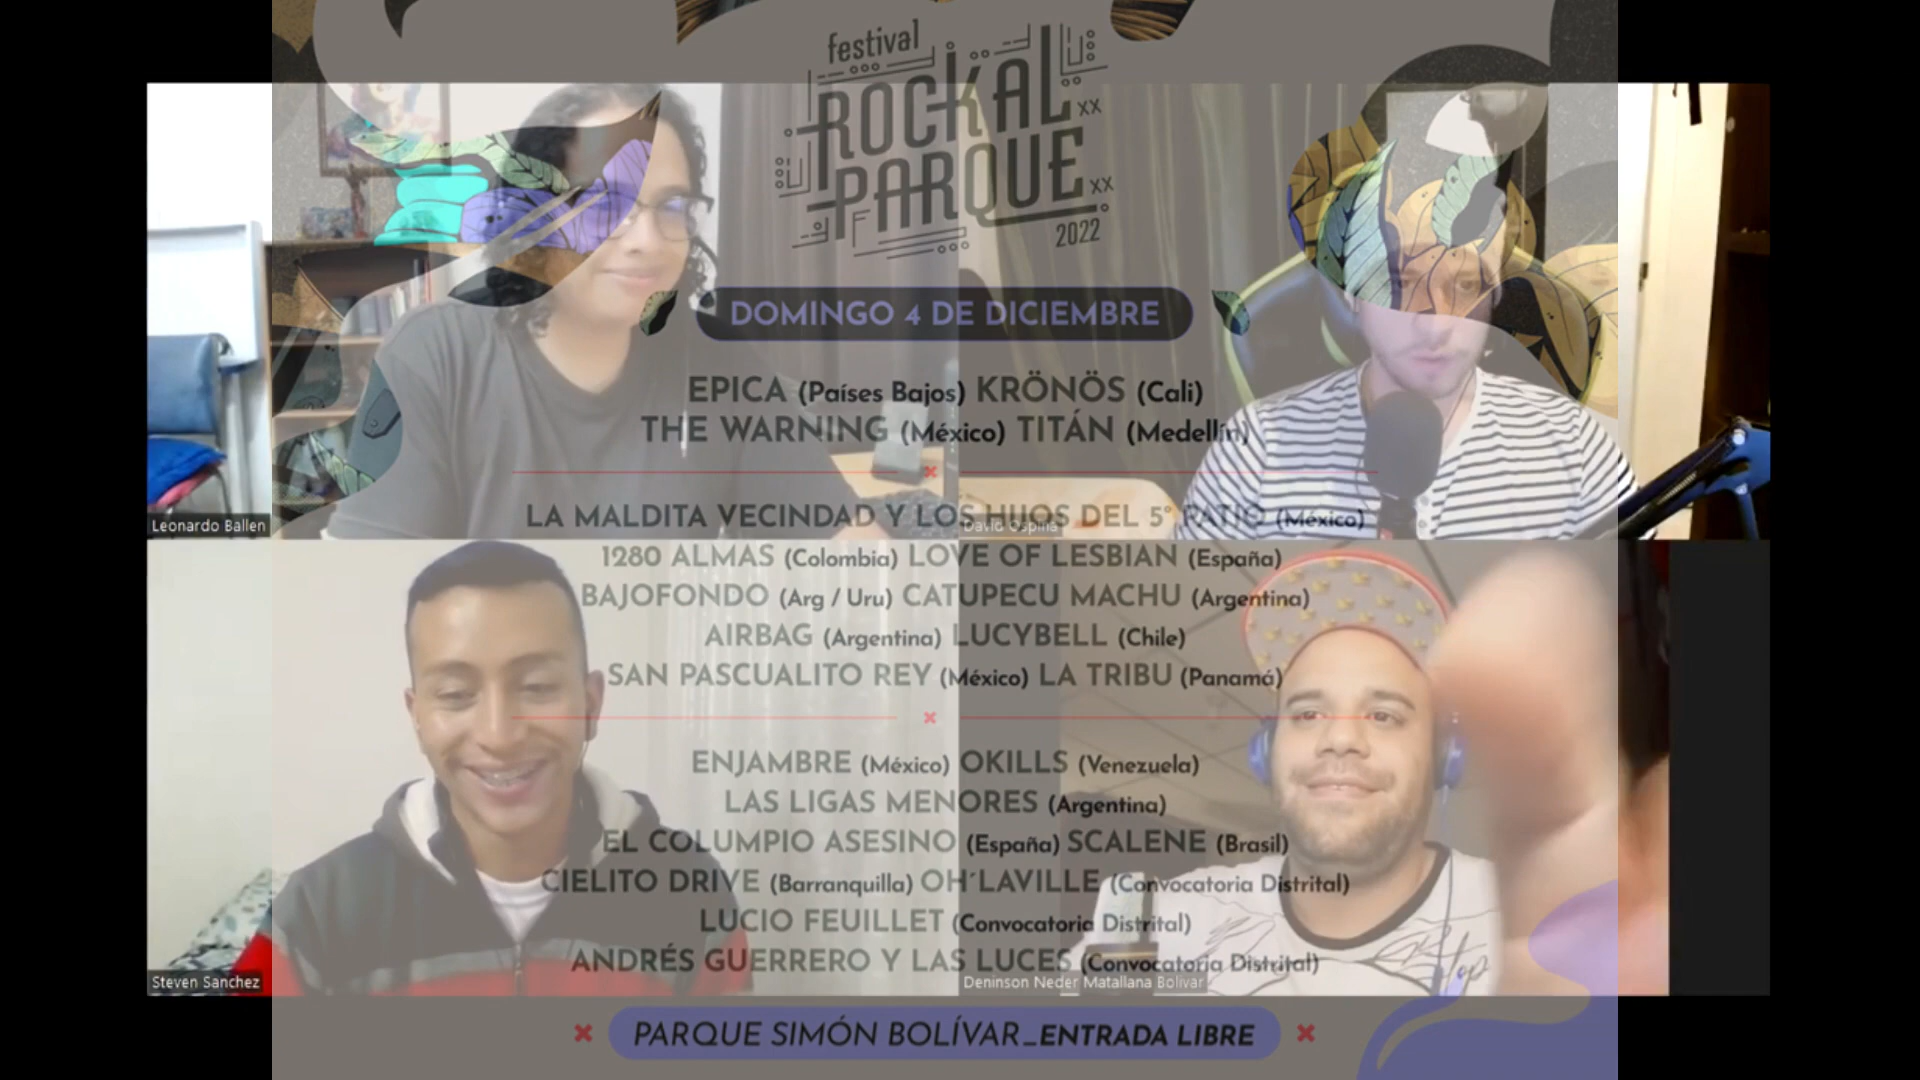 festival
ROCK AL
PARQUE
2022
DOMINGO 4 DE DICIEMBRE
EPICA (Países Bajos) KRÖNÖS (Cali)
THE WARNING (México) TITÁN (Medellín)
LA MALDITA VECINDAD Y LOS HIJOS DEL 5° PATIO (México)
Leonardo Ballen
David Ospina
1280 ALMAS (Colombia) LOVE OF LESBIAN (España)
BAJOFONDO (Arg / Uru) CATUPECU MACHU (Argentina)
AIRBAG (Argentina) LUCYBELL (Chile)
SAN PASCUALITO REY (México) LA TRIBU (Panamá)
ENJAMBRE (México) OKILLS (Venezuela)
LAS LIGAS MENORES (Argentina)
EL COLUMPIO ASESINO (España) SCALENE (Brasil)
CIELITO DRIVE (Barranquilla) OH´LAVILLE (Convocatoria Distrital)
LUCIO FEUILLET (Convocatoria Distrital)
ANDRÉS GUERRERO Y LAS LUCES (Convocatoria Distrital)
Steven Sanchez
Deninson Neder Matallana Bolivar
PARQUE SIMÓN BOLÍVAR_ENTRADA LIBRE